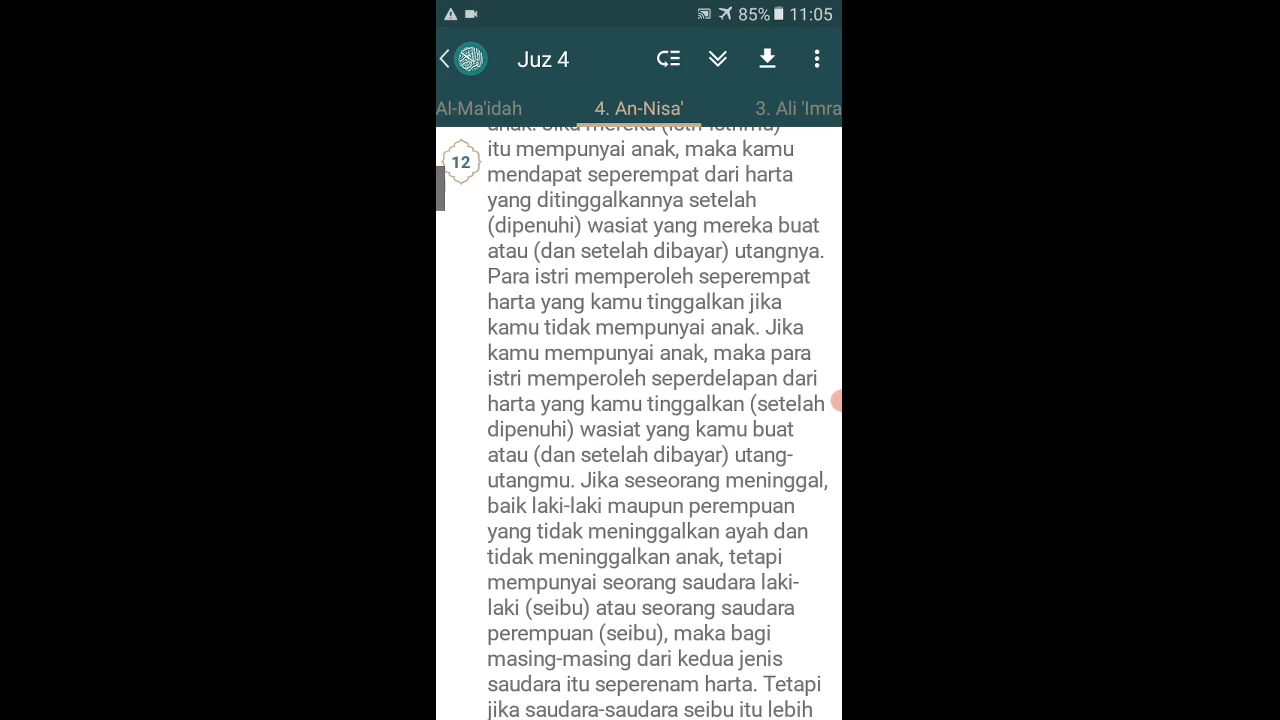 85% 11:05
Juz 4
Al-Ma'idah 4. An-Nisa' 3. Ali 'Imra
anak. Jika mereka (istri-istrimu)
12
itu mempunyai anak, maka kamu
mendapat seperempat dari harta
yang ditinggalkannya setelah
(dipenuhi) wasiat yang mereka buat
atau (dan setelah dibayar) utangnya.
Para istri memperoleh seperempat
harta yang kamu tinggalkan jika
kamu tidak mempunyai anak. Jika
kamu mempunyai anak, maka para
istri memperoleh seperdelapan dari
harta yang kamu tinggalkan (setelah
dipenuhi) wasiat yang kamu buat
atau (dan setelah dibayar) utang-
utangmu. Jika seseorang meninggal,
baik laki-laki maupun perempuan
yang tidak meninggalkan ayah dan
tidak meninggalkan anak, tetapi
mempunyai seorang saudara laki-
laki (seibu) atau seorang saudara
perempuan (seibu), maka bagi
masing-masing dari kedua jenis
saudara itu seperenam harta. Tetapi
jika saudara-saudara seibu itu lebih